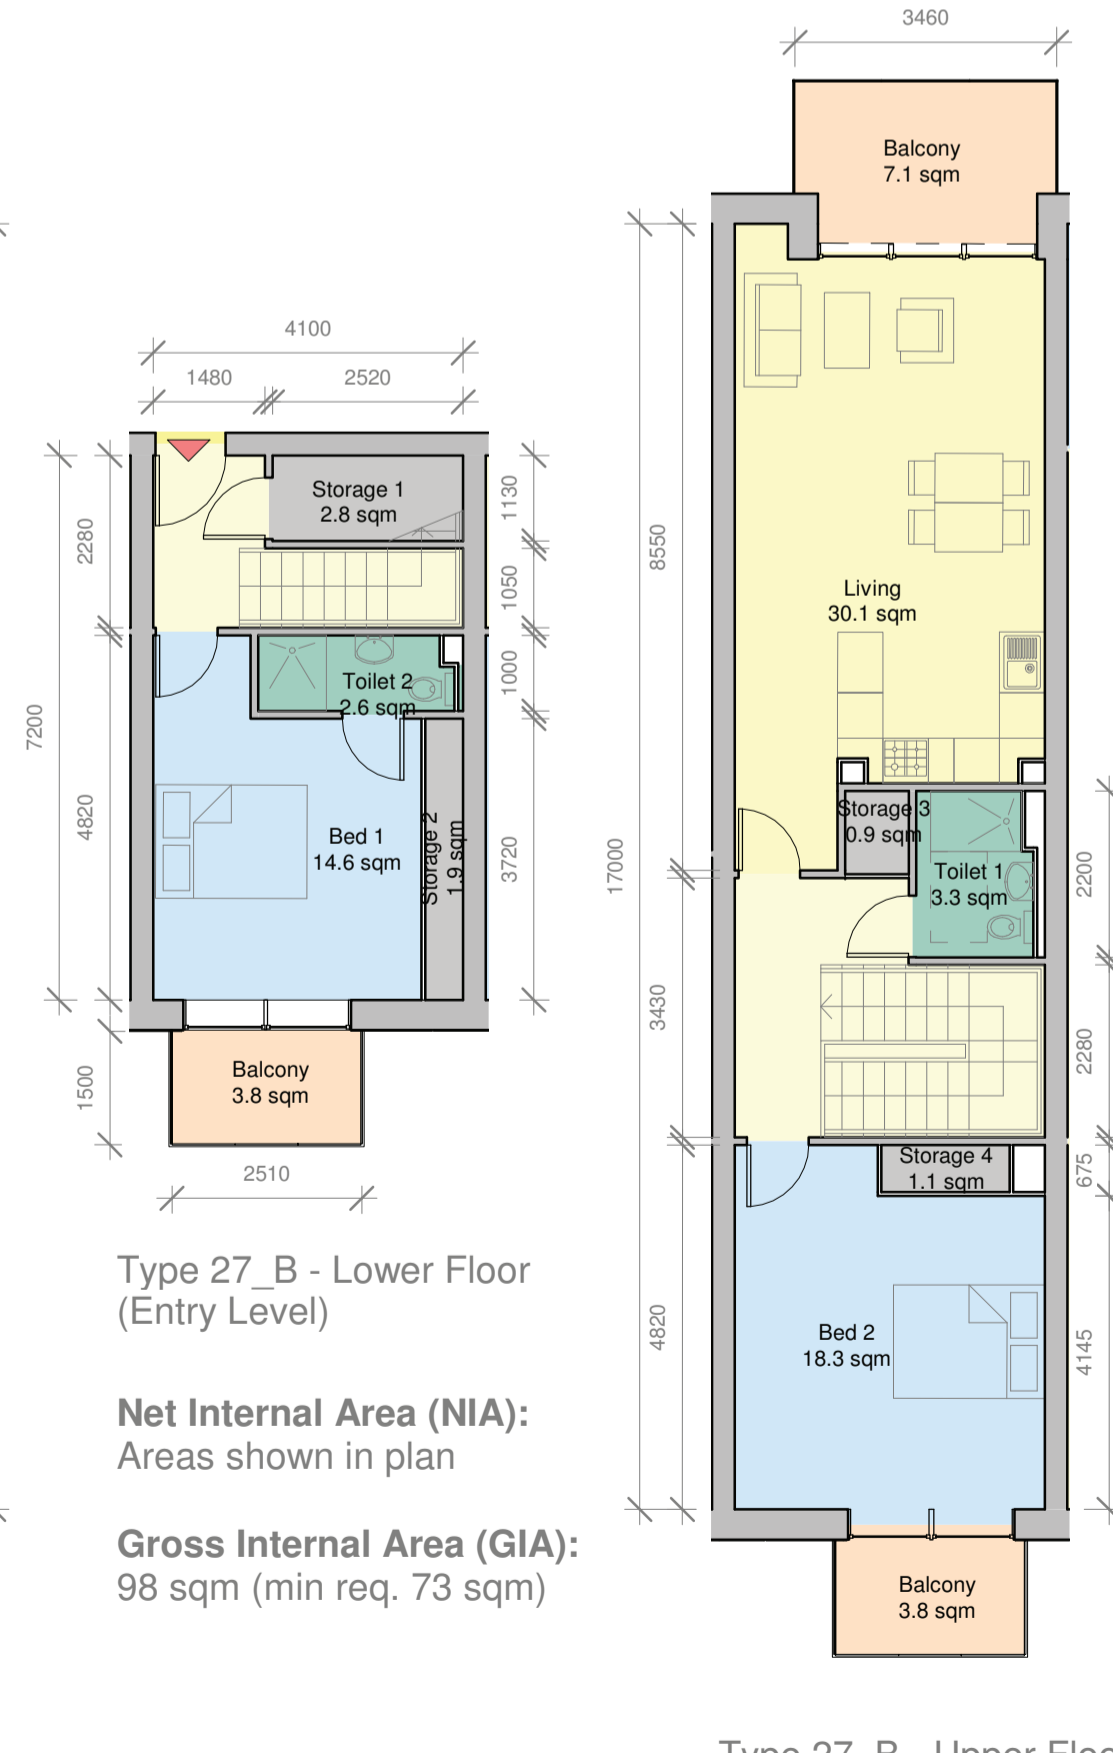 3460
Balcony
7.1 sqm
4100
1480
2520
Storage 1
2.8 sqm
2280
1130
1050
1000
Toilet 2
2.6 sqm
7200
4820
Bed 1
14.6 sqm
Storage 2
1.9 sqm
3720
Balcony
3.8 sqm
1500
2510
Type 27_B - Lower Floor
(Entry Level)
Net Internal Area (NIA):
Areas shown in plan
Gross Internal Area (GIA):
98 sqm (min req. 73 sqm)
8550
17000
Living
30.1 sqm
Storage 3
0.9 sqm
Toilet 1
3.3 sqm
2200
3430
2280
Storage 4
1.1 sqm
675
4820
Bed 2
18.3 sqm
4145
Balcony
3.8 sqm
Type 27_B - Upper Floo